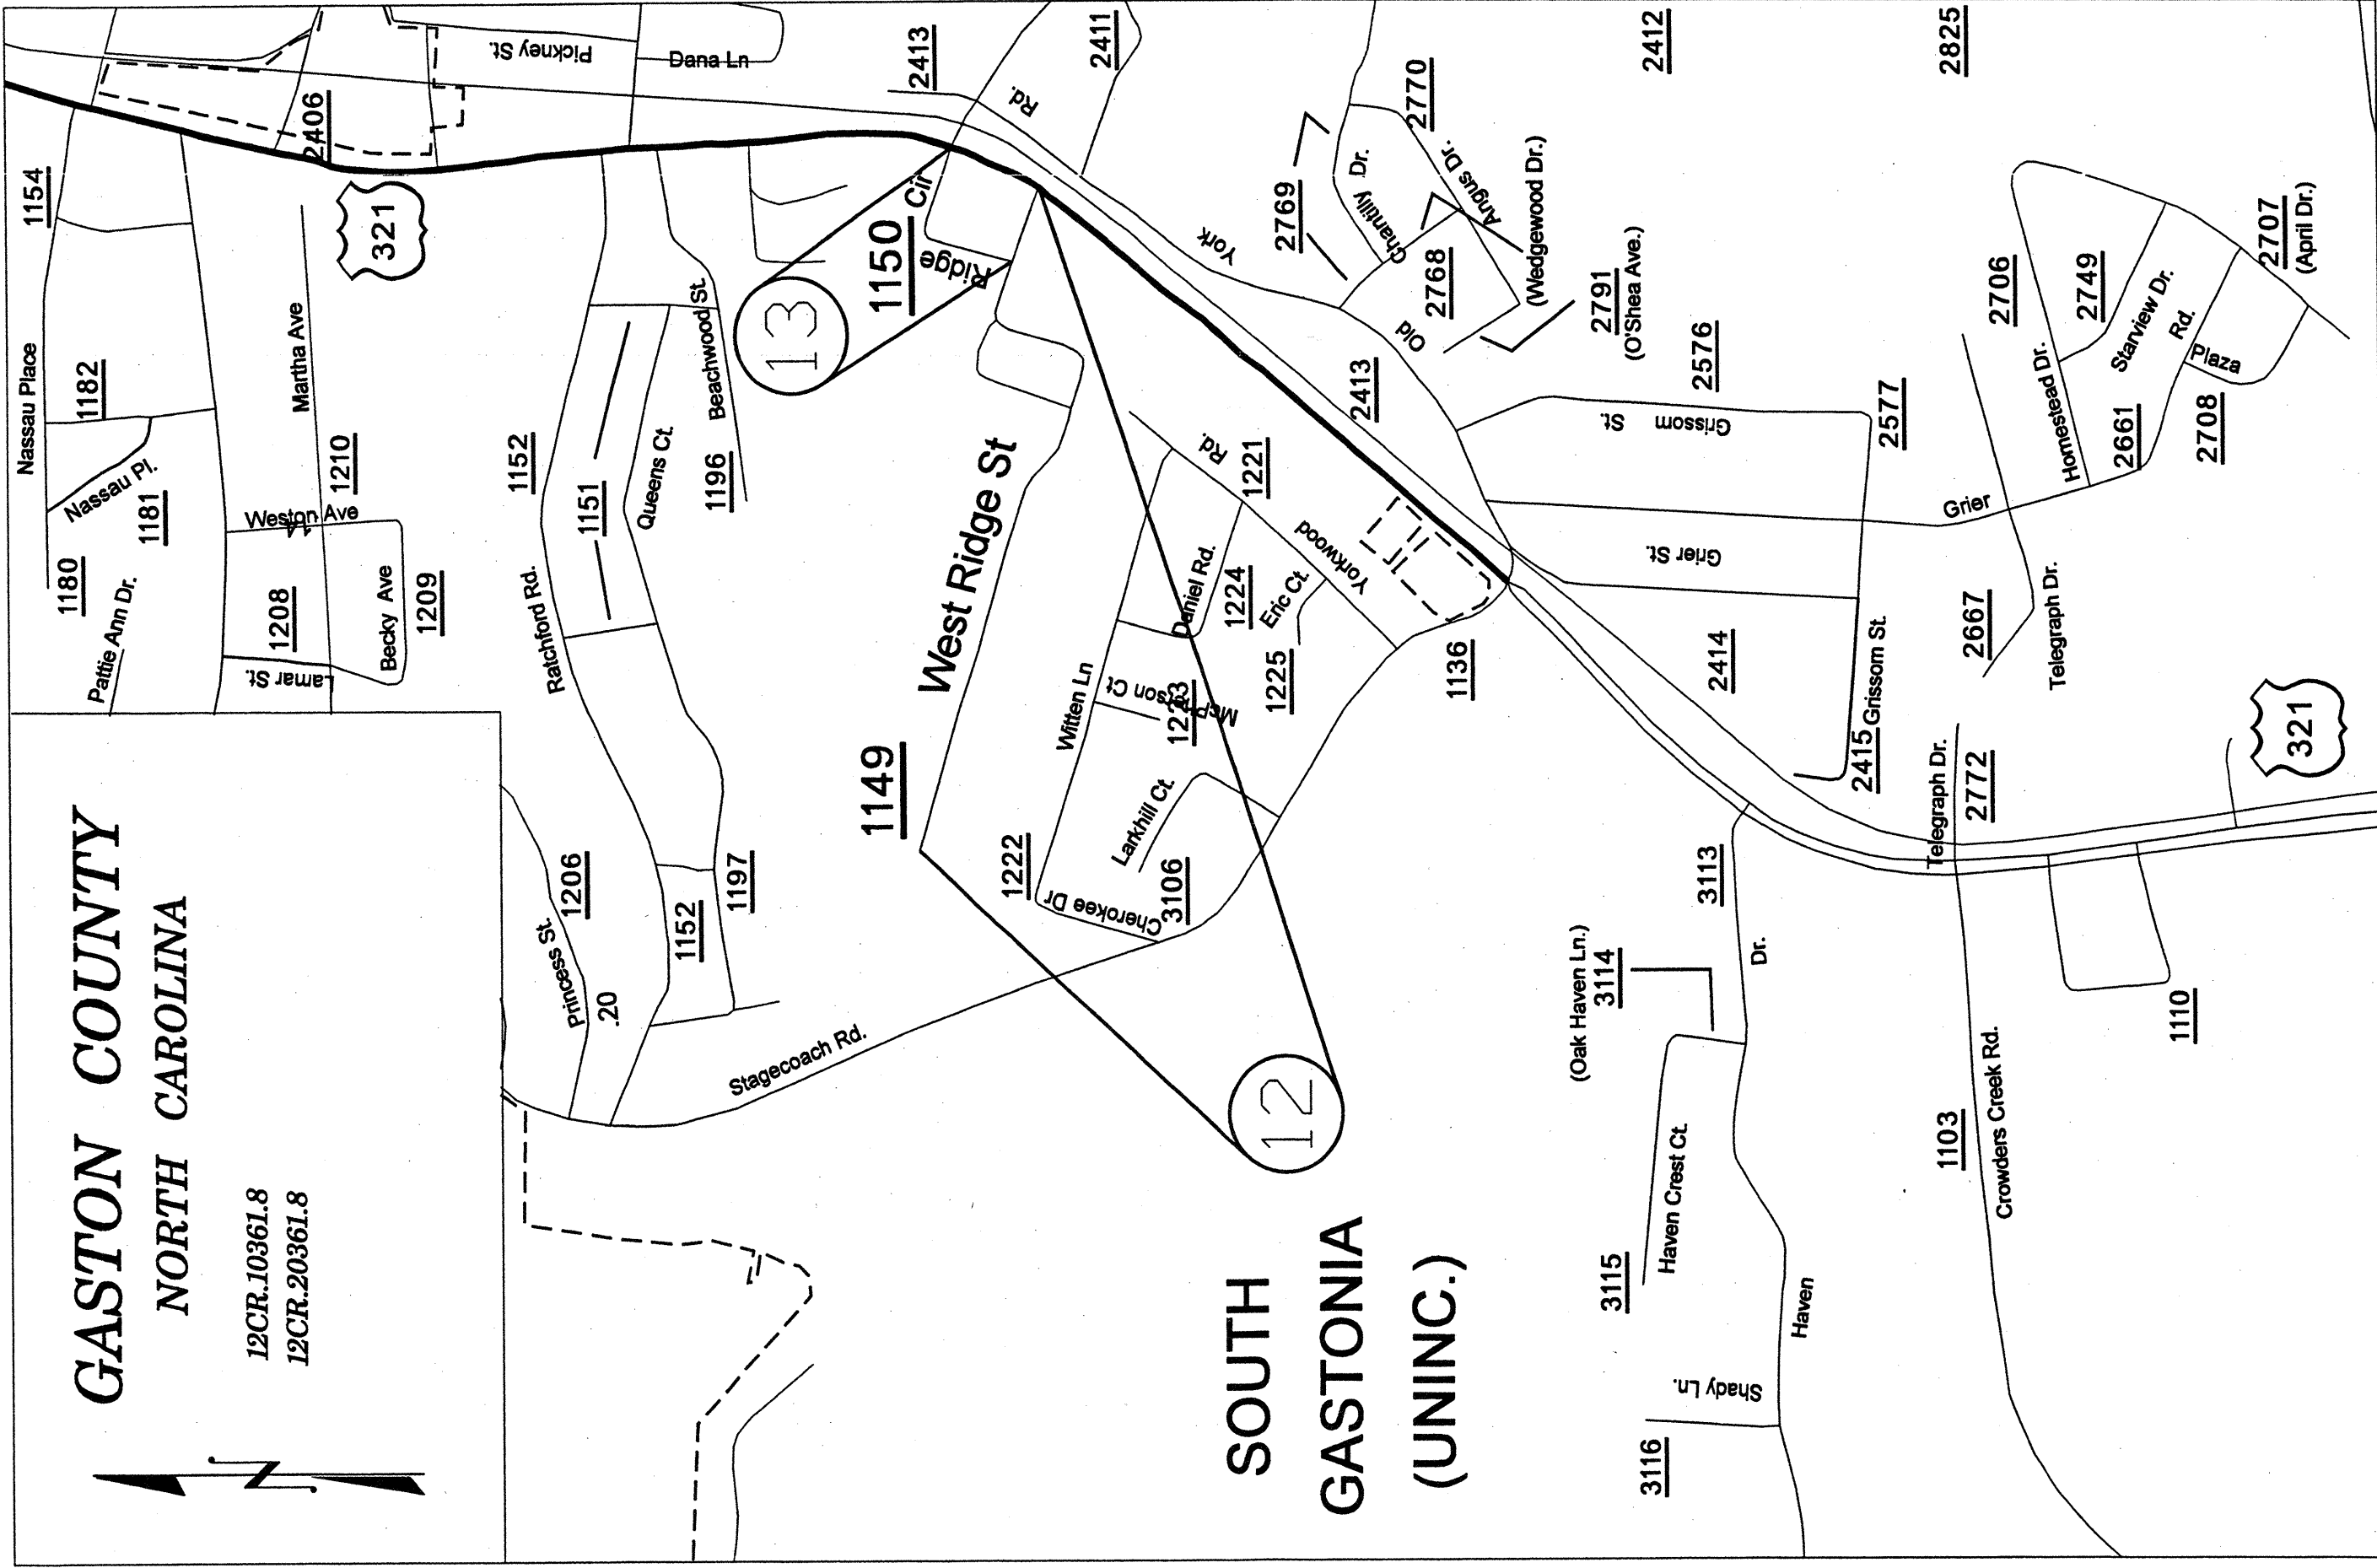 GASTON COUNTY
NORTH CAROLINA
12CR.10361.8
12CR.20361.8
N
Nassau Place
1154
1182
Nassau Pl.
1181
1180
Pattie Ann Dr.
Martha Ave
1210
Weston Ave
.14
1208
Lamar St.
Becky Ave
1209
321
2406
Pickney St.
Dana Ln
2413
2411
Rd.
1152
Ratchford Rd.
1151
Queens Ct.
Beachwood St.
1196
13
1150
Ridge
Cir
West Ridge St
1149
Princess St.
1206
.20
1152
1197
Stagecoach Rd.
1222
Cherokee Dr
3106
Larkhill Ct.
Witten Ln
McPherson Ct
1223
Daniel Rd.
1224
Eric Ct.
1225
Yorkwood
Rd.
1221
1136
12
SOUTH
GASTONIA
(UNINC.)
York
Old
2413
2769
Chantilly Dr.
2770
Angus Dr.
2768
(Wedgewood Dr.)
2791
(O'Shea Ave.)
2412
2825
2576
Grissom St.
2577
Grier St.
Grier
2414
Grissom St.
2415
2706
Homestead Dr.
2749
Starview Dr.
2707
(April Dr.)
2661
Rd.
Plaza
2708
2667
Telegraph Dr.
Telegraph Dr.
2772
321
3113
(Oak Haven Ln.)
3114
Dr.
Haven Crest Ct.
3115
Haven
Shady Ln.
3116
1103
Crowders Creek Rd.
1110